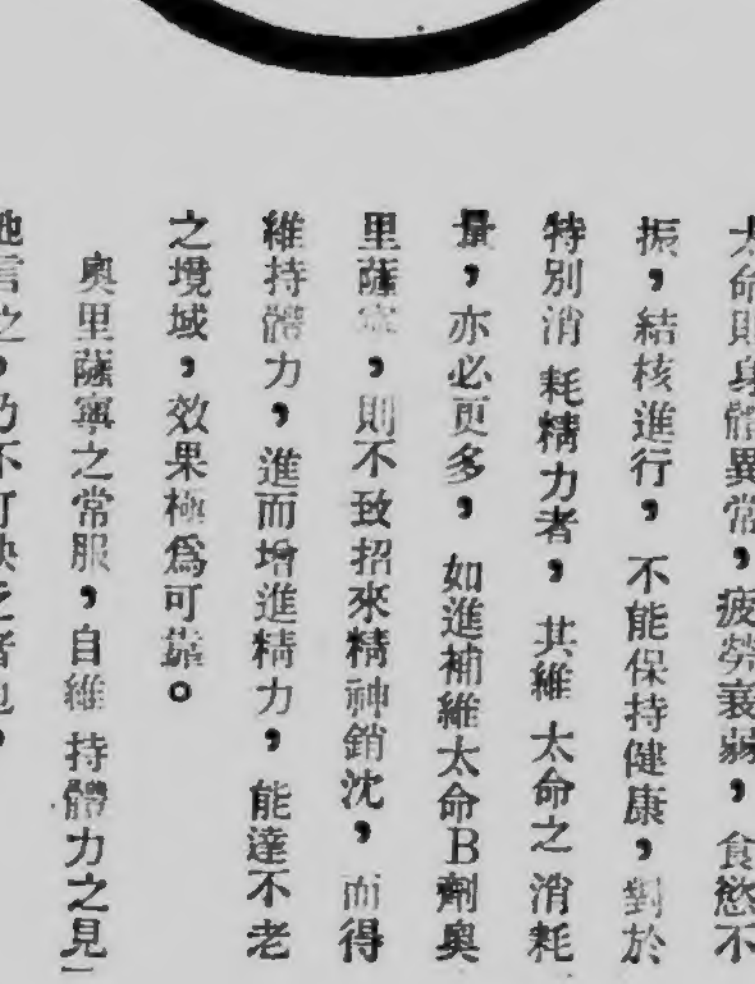 太命則身體異常，疲勞衰弱，食慾不
振，結核進行，不能保持健康，對於
特別消耗精力者，其維太命之消耗
量，亦必更多，如進補維太命B劑奧
里薩寧，則不致招來精神銷沈，而得
維持體力，進而增進精力，能達不老
之境域，效果極爲可靠。
奧里薩寧之常服，自維持體力之見
地言之，乃不可缺之者也，